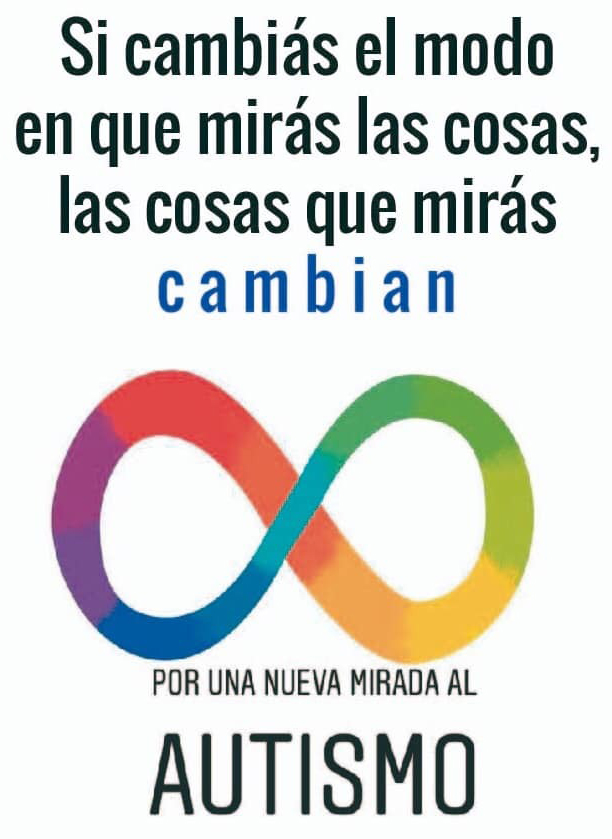 Si cambiás el modo
en que mirás las cosas,
las cosas que mirás
cambian
POR UNA NUEVA MIRADA AL
AUTISMO